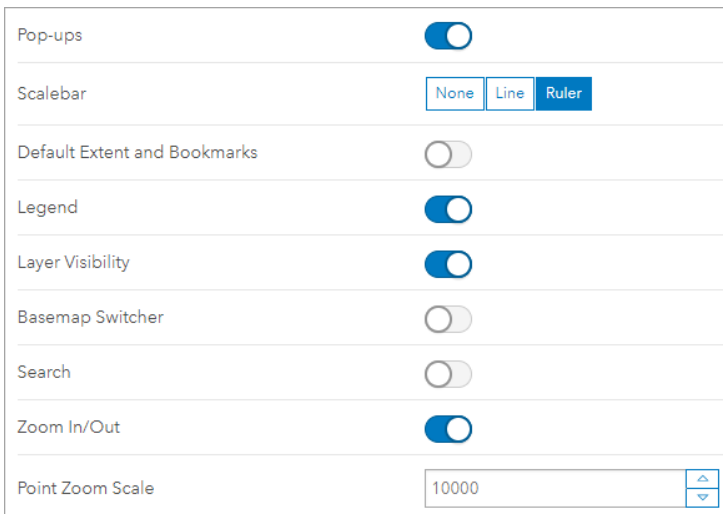 Pop-ups
Scalebar None Line Ruler
Default Extent and Bookmarks
Legend
Layer Visibility
Basemap Switcher
Search
Zoom In/Out
Point Zoom Scale 10000